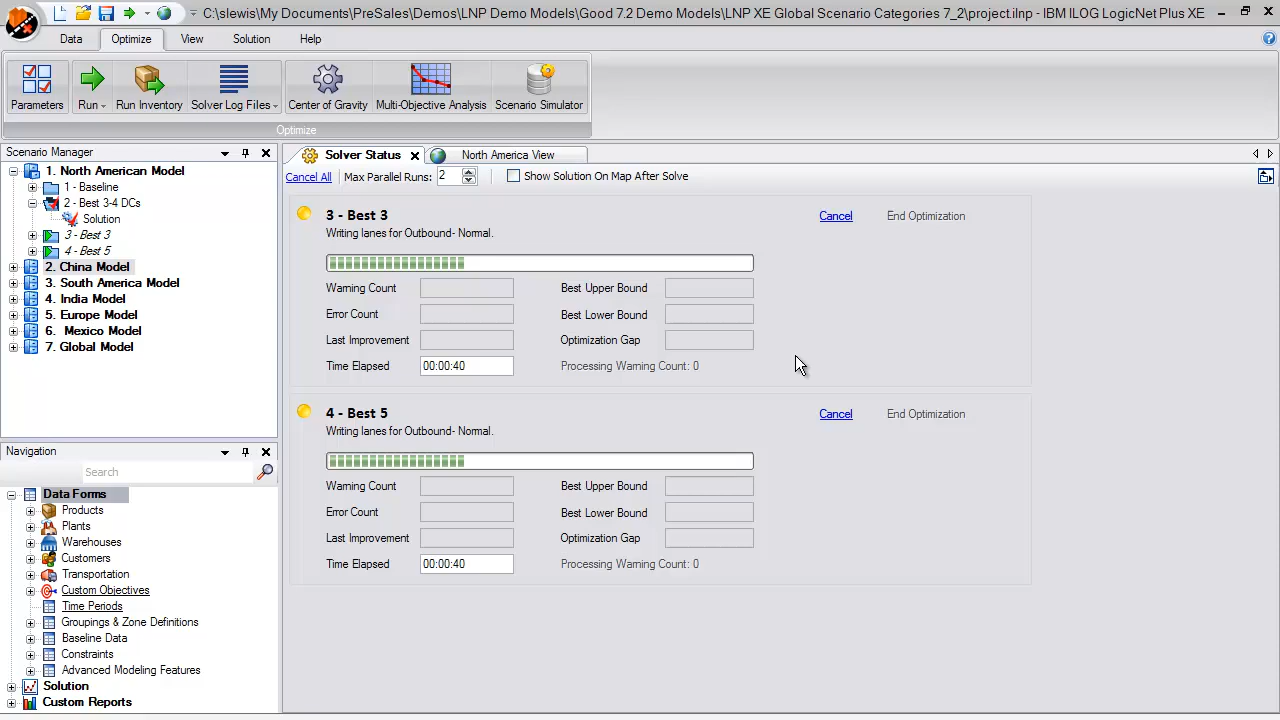 C:\slewis\My Documents\PreSales\Demos\LNP Demo Models\Good 7.2 Demo Models\LNP XE Global Scenario Categories 7_2\project.ilnp - IBM ILOG LogicNet Plus XE
Data Optimize View Solution Help
Parameters Run Run Inventory Solver Log Files Center of Gravity Multi-Objective Analysis Scenario Simulator
Optimize
Scenario Manager
1. North American Model
1 - Baseline
2 - Best 3-4 DCs
Solution
3 - Best 3
4 - Best 5
2. China Model
3. South America Model
4. India Model
5. Europe Model
6. Mexico Model
7. Global Model
Navigation
Search
Data Forms
Products
Plants
Warehouses
Customers
Transportation
Custom Objectives
Time Periods
Groupings & Zone Definitions
Baseline Data
Constraints
Advanced Modeling Features
Solution
Custom Reports
Solver Status North America View
Cancel All Max Parallel Runs: 2 Show Solution On Map After Solve
3 - Best 3 Cancel End Optimization
Writing lanes for Outbound- Normal.
Warning Count Best Upper Bound
Error Count Best Lower Bound
Last Improvement Optimization Gap
Time Elapsed 00:00:40 Processing Warning Count: 0
4 - Best 5 Cancel End Optimization
Writing lanes for Outbound- Normal.
Warning Count Best Upper Bound
Error Count Best Lower Bound
Last Improvement Optimization Gap
Time Elapsed 00:00:40 Processing Warning Count: 0